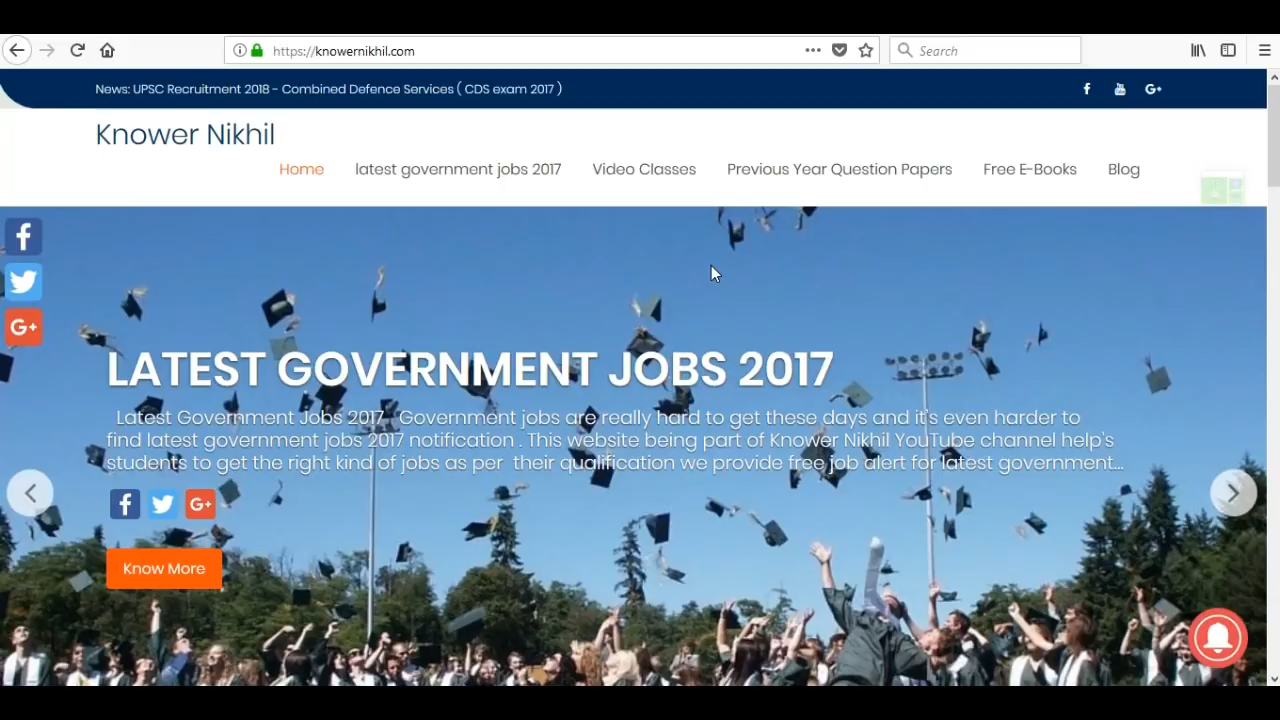 https://knowernikhil.com
Search
News: UPSC Recruitment 2018 - Combined Defence Services ( CDS exam 2017 )
Knower Nikhil
Home latest government jobs 2017 Video Classes Previous Year Question Papers Free E-Books Blog
LATEST GOVERNMENT JOBS 2017
Latest Government Jobs 2017 Government jobs are really hard to get these days and it's even harder to
find latest government jobs 2017 notification . This website being part of Knower Nikhil YouTube channel help's
students to get the right kind of jobs as per their qualification we provide free job alert for latest government...
Know More